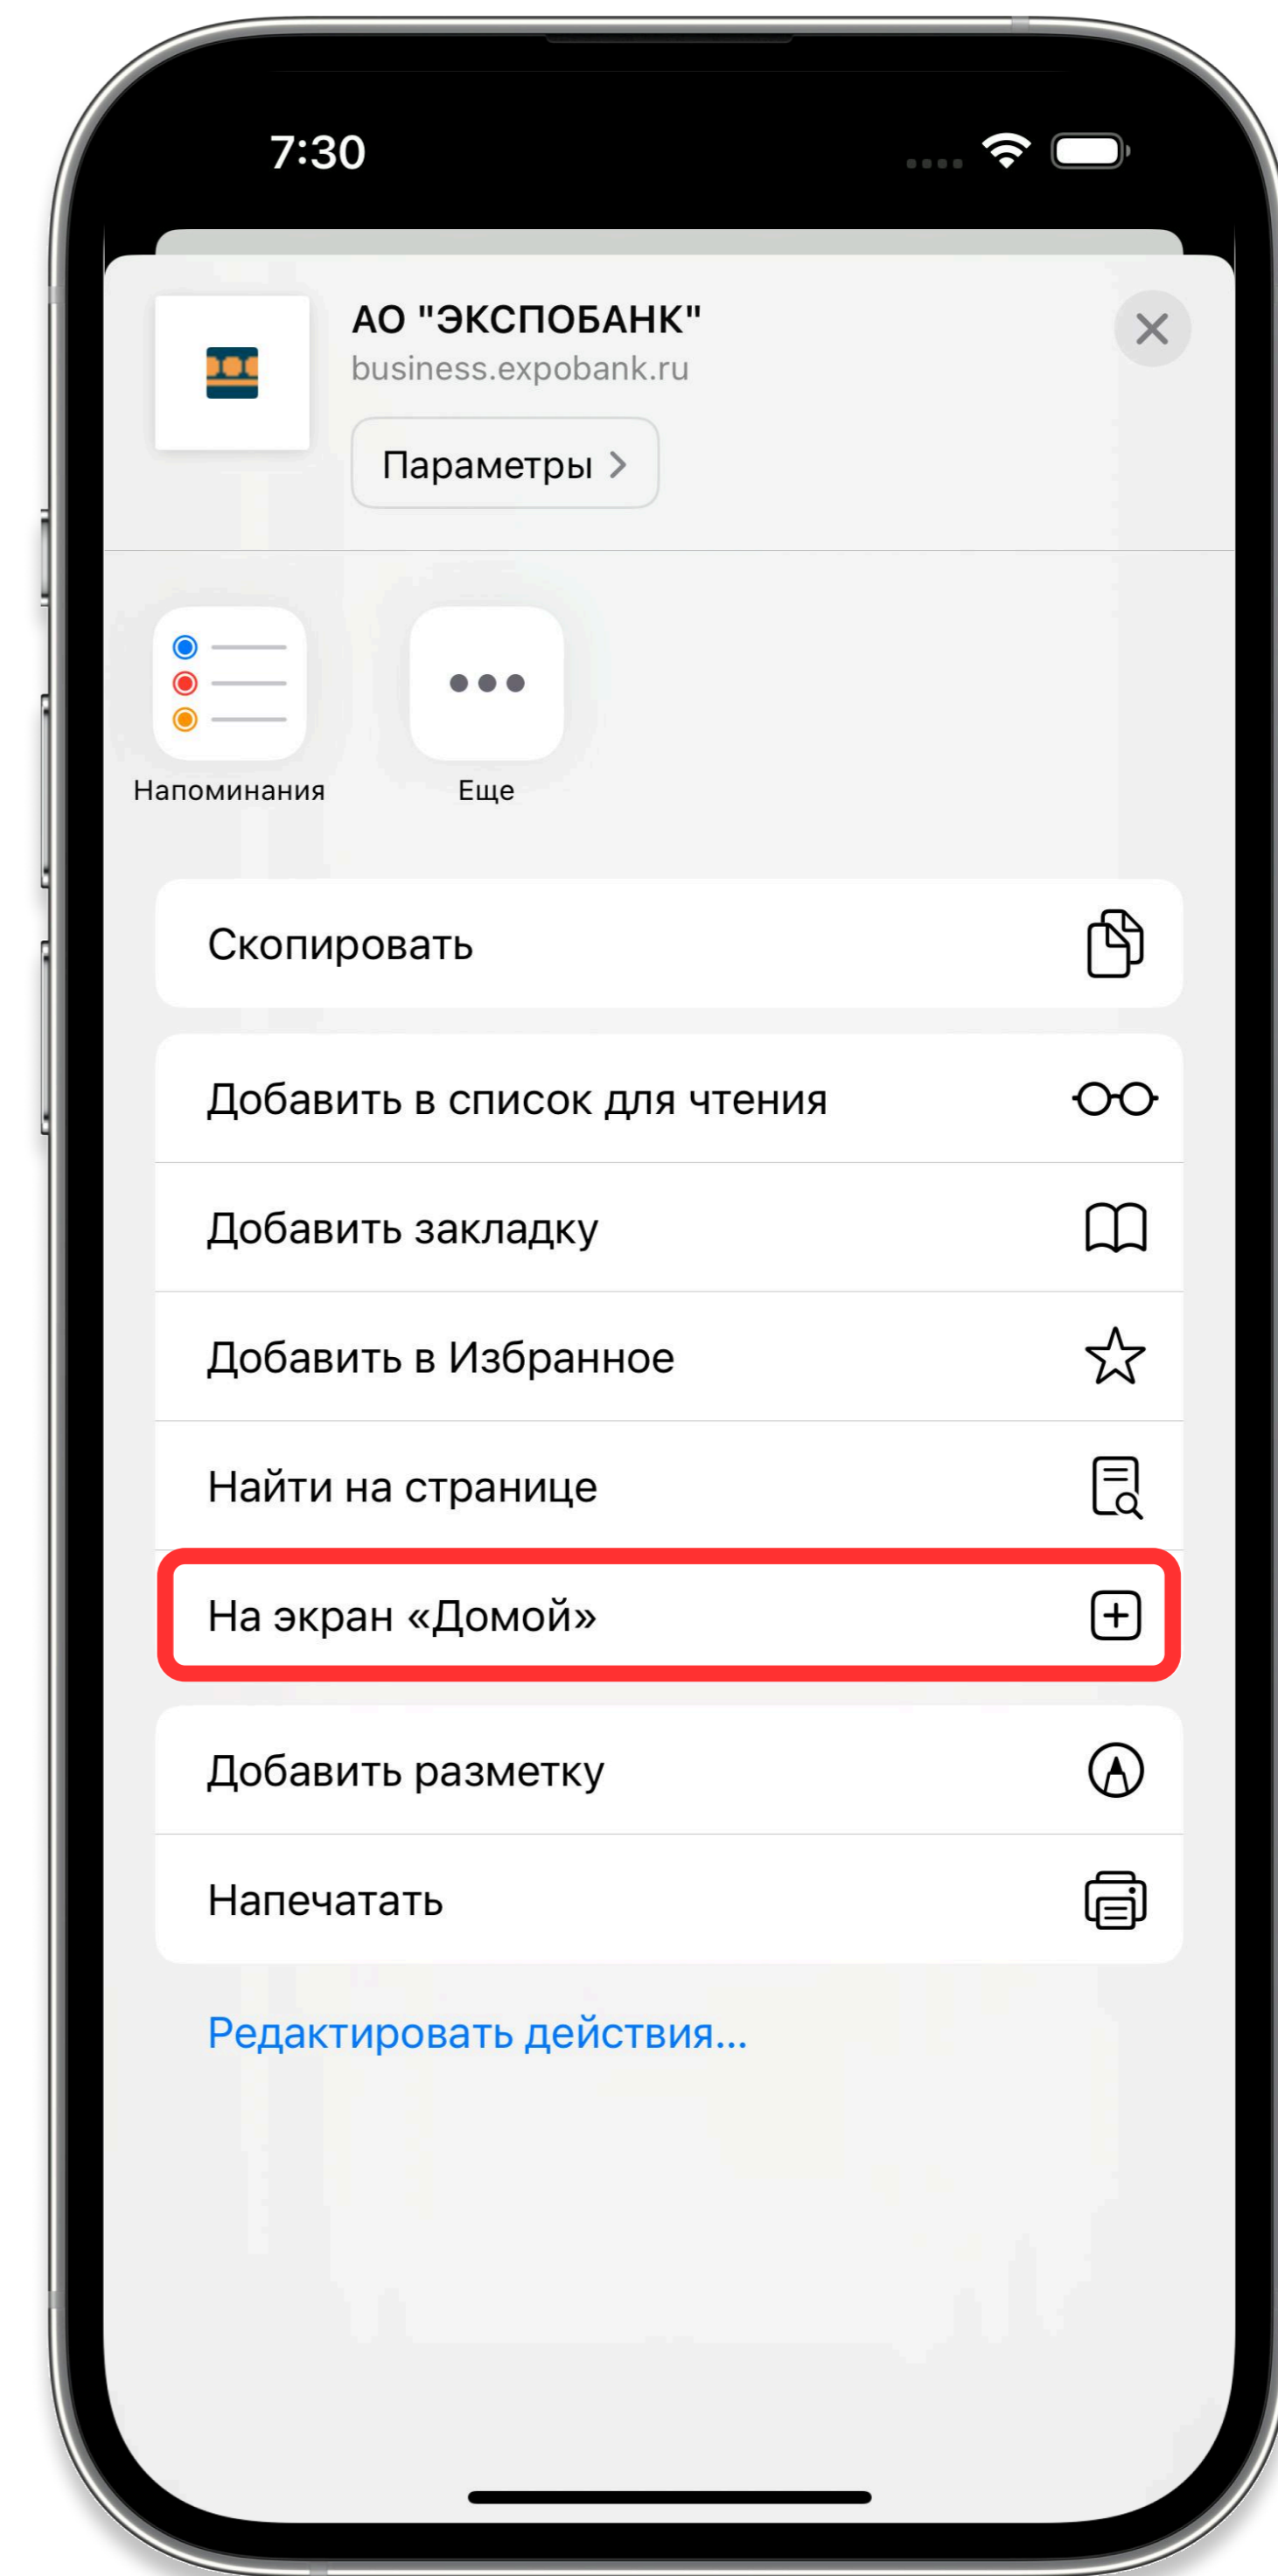 7:30
АО "ЭКСПОБАНК"
business.expobank.ru
Параметры
Напоминания
Еще
Скопировать
Добавить в список для чтения
Добавить закладку
Добавить в Избранное
Найти на странице
На экран «Домой»
Добавить разметку
Напечатать
Редактировать действия...